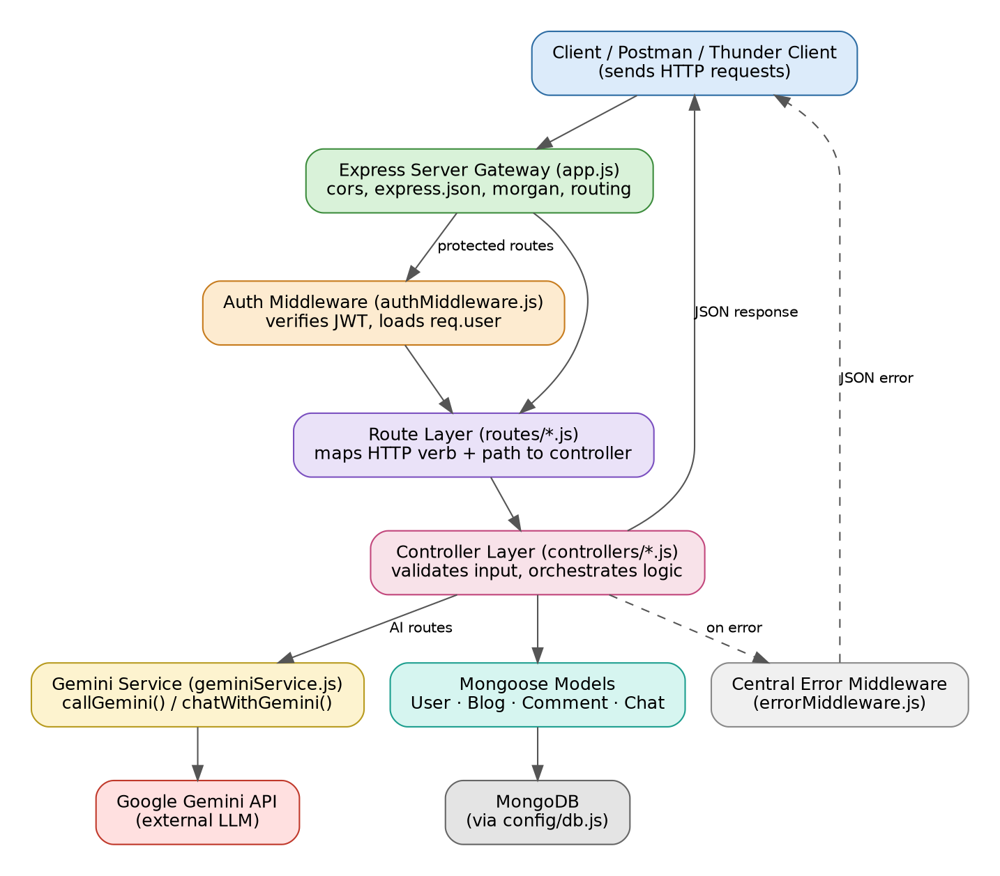 Client / Postman / Thunder Client
(sends HTTP requests)
Express Server Gateway (app.js)
cors, express.json, morgan, routing
protected routes
Auth Middleware (authMiddleware.js)
verifies JWT, loads req.user
JSON response
JSON error
Route Layer (routes/*.js)
maps HTTP verb + path to controller
Controller Layer (controllers/*.js)
validates input, orchestrates logic
AI routes
on error
Gemini Service (geminiService.js)
callGemini() / chatWithGemini()
Mongoose Models
User · Blog · Comment · Chat
Central Error Middleware
(errorMiddleware.js)
Google Gemini API
(external LLM)
MongoDB
(via config/db.js)